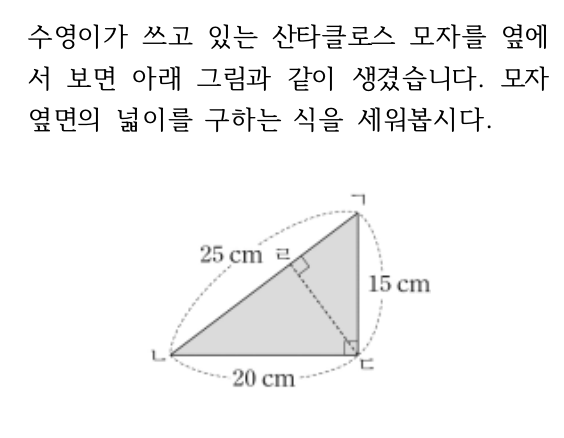 수영이가 쓰고 있는 산타클로스 모자를 옆에
서 보면 아래 그림과 같이 생겼습니다. 모자
옆면의 넓이를 구하는 식을 세워봅시다.
ㄱ
25 cm ㄹ
15 cm
ㄴ
ㄷ
20 cm